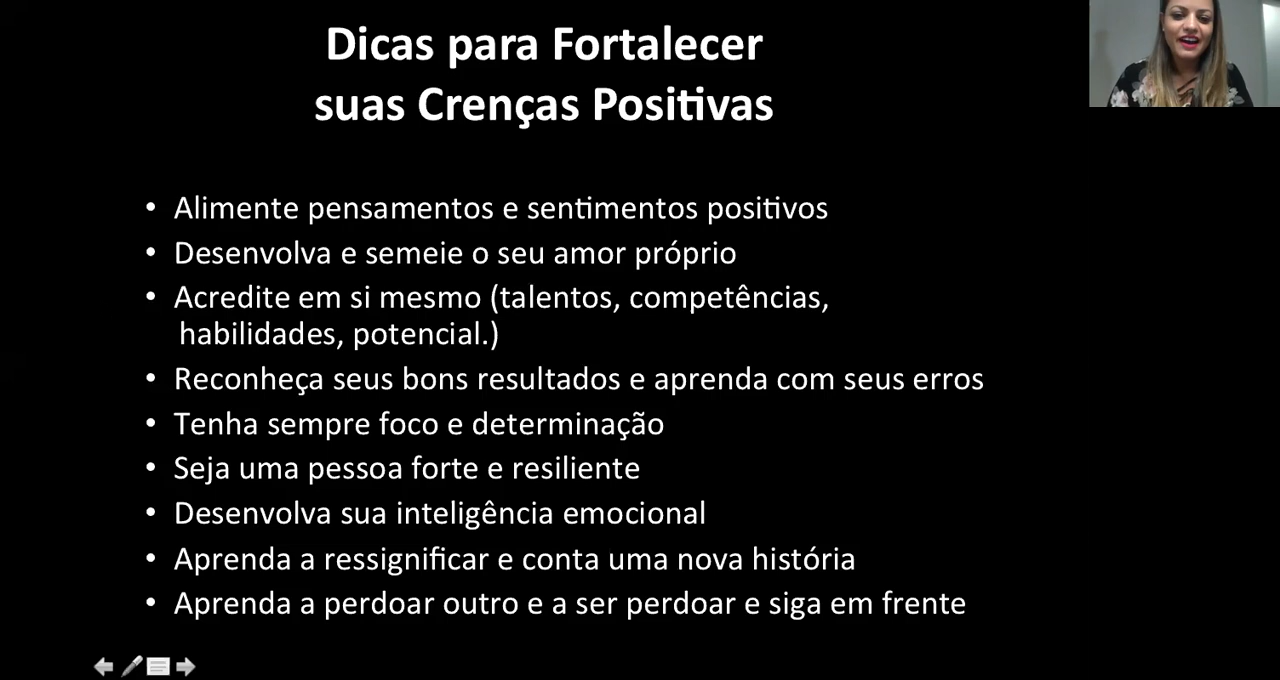 Dicas para Fortalecer
suas Crenças Positivas
• Alimente pensamentos e sentimentos positivos
• Desenvolva e semeie o seu amor próprio
• Acredite em si mesmo (talentos, competências,
habilidades, potencial.)
• Reconheça seus bons resultados e aprenda com seus erros
• Tenha sempre foco e determinação
• Seja uma pessoa forte e resiliente
• Desenvolva sua inteligência emocional
• Aprenda a ressignificar e conta uma nova história
• Aprenda a perdoar outro e a ser perdoar e siga em frente